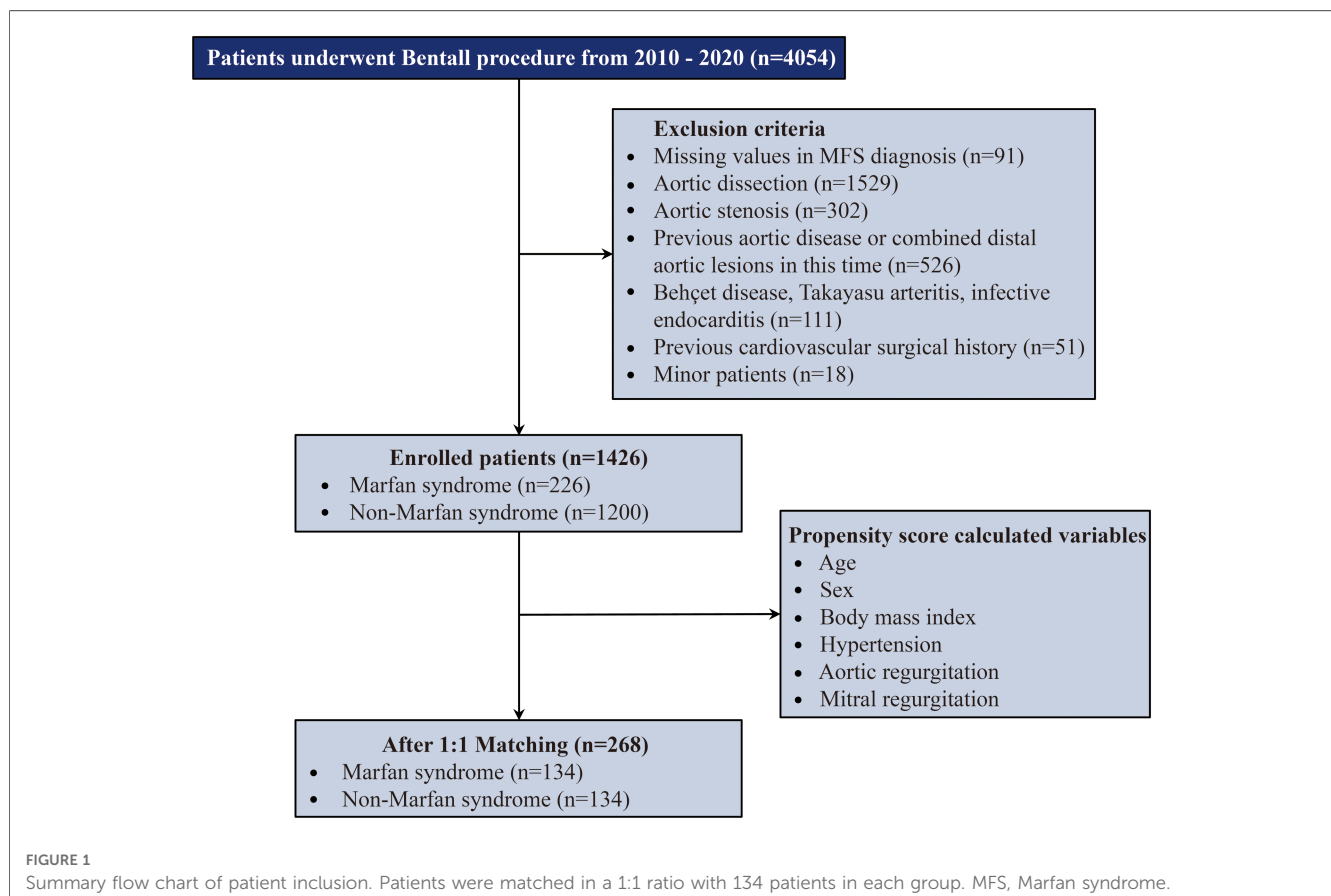 Patients underwent Bentall procedure from 2010 - 2020 (n=4054)
Exclusion criteria
• Missing values in MFS diagnosis (n=91)
• Aortic dissection (n=1529)
• Aortic stenosis (n=302)
• Previous aortic disease or combined distal
aortic lesions in this time (n=526)
• Behçet disease, Takayasu arteritis, infective
endocarditis (n=111)
• Previous cardiovascular surgical history (n=51)
• Minor patients (n=18)
Enrolled patients (n=1426)
• Marfan syndrome (n=226)
• Non-Marfan syndrome (n=1200)
Propensity score calculated variables
• Age
• Sex
• Body mass index
• Hypertension
• Aortic regurgitation
• Mitral regurgitation
After 1:1 Matching (n=268)
• Marfan syndrome (n=134)
• Non-Marfan syndrome (n=134)
FIGURE 1
Summary flow chart of patient inclusion. Patients were matched in a 1:1 ratio with 134 patients in each group. MFS, Marfan syndrome.